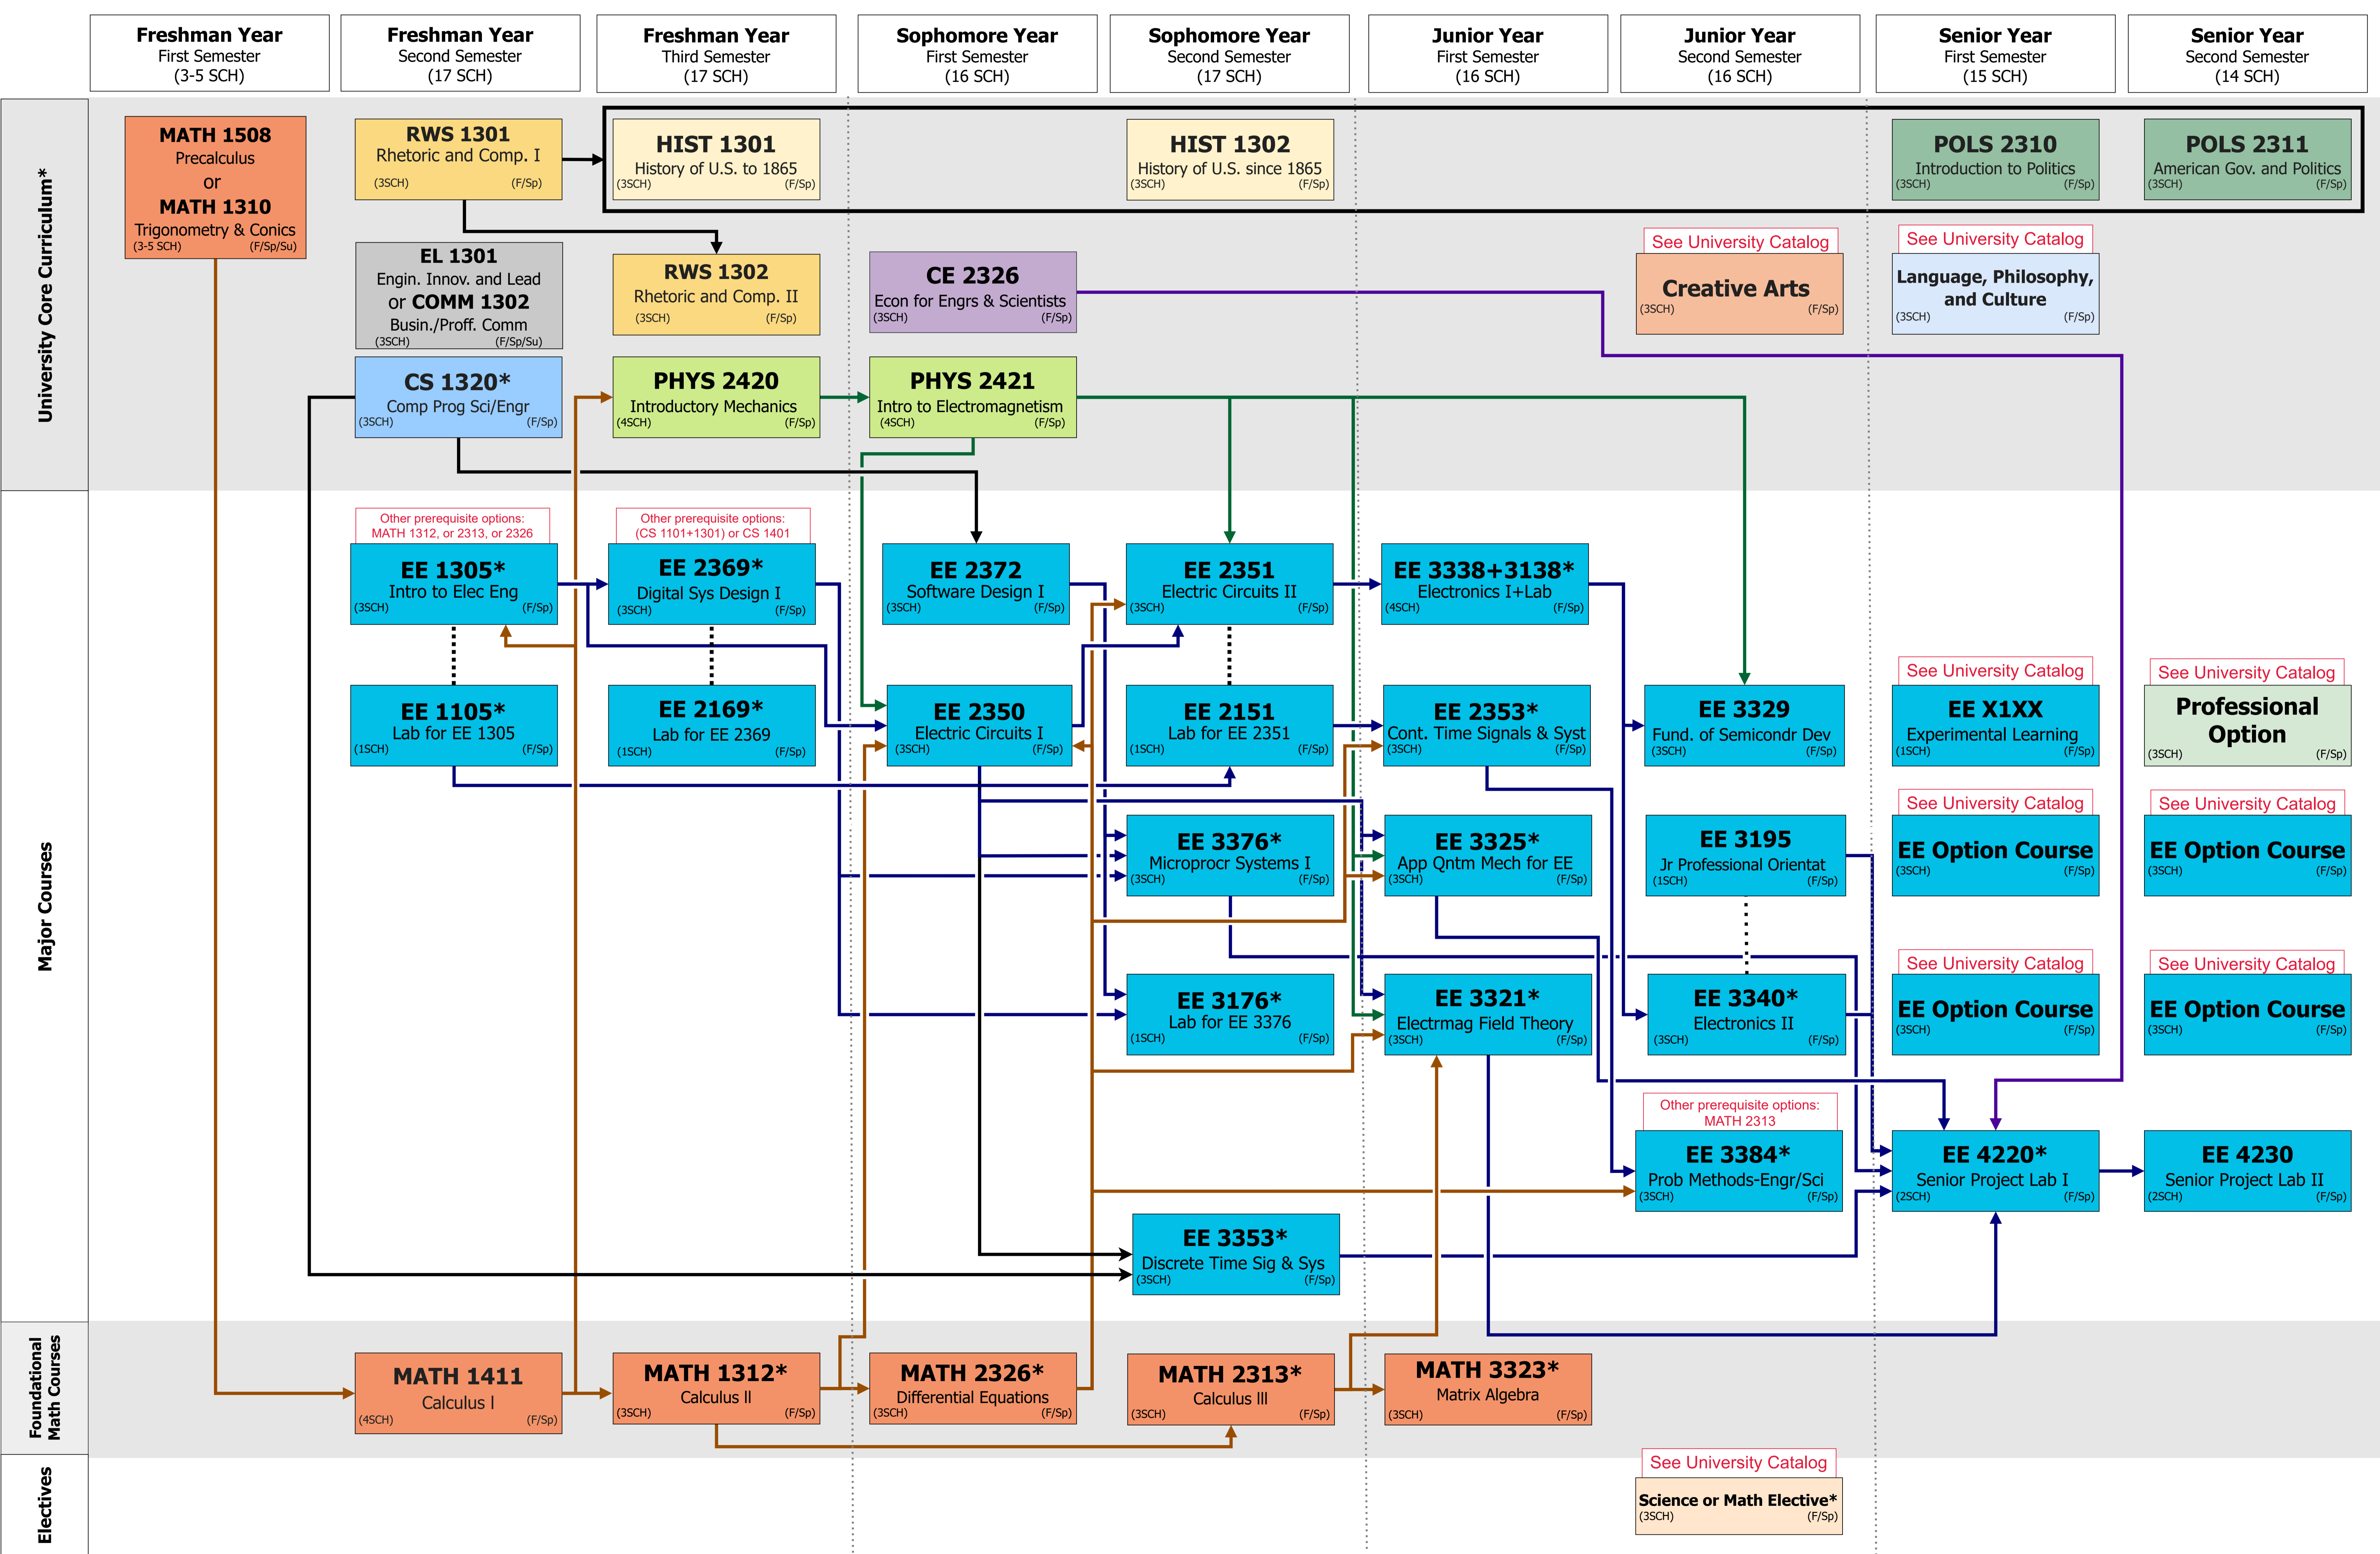 Freshman Year
First Semester
(3-5 SCH)
Freshman Year
Second Semester
(17 SCH)
Freshman Year
Third Semester
(17 SCH)
Sophomore Year
First Semester
(16 SCH)
Sophomore Year
Second Semester
(17 SCH)
Junior Year
First Semester
(16 SCH)
Junior Year
Second Semester
(16 SCH)
Senior Year
First Semester
(15 SCH)
Senior Year
Second Semester
(14 SCH)
University Core Curriculum*
MATH 1508
Precalculus
or
MATH 1310
Trigonometry & Conics
(3-5 SCH) (F/Sp/Su)
RWS 1301
Rhetoric and Comp. I
(3SCH) (F/Sp)
HIST 1301
History of U.S. to 1865
(3SCH) (F/Sp)
HIST 1302
History of U.S. since 1865
(3SCH) (F/Sp)
POLS 2310
Introduction to Politics
(3SCH) (F/Sp)
POLS 2311
American Gov. and Politics
(3SCH) (F/Sp)
EL 1301
Engin. Innov. and Lead
or COMM 1302
Busin./Proff. Comm
(3SCH) (F/Sp/Su)
RWS 1302
Rhetoric and Comp. II
(3SCH) (F/Sp)
CE 2326
Econ for Engrs & Scientists
(3SCH) (F/Sp)
See University Catalog
Creative Arts
(3SCH) (F/Sp)
See University Catalog
Language, Philosophy,
and Culture
(3SCH) (F/Sp)
CS 1320*
Comp Prog Sci/Engr
(3SCH) (F/Sp)
PHYS 2420
Introductory Mechanics
(4SCH) (F/Sp)
PHYS 2421
Intro to Electromagnetism
(4SCH) (F/Sp)
Major Courses
Other prerequisite options:
MATH 1312, or 2313, or 2326
EE 1305*
Intro to Elec Eng
(3SCH) (F/Sp)
Other prerequisite options:
(CS 1101+1301) or CS 1401
EE 2369*
Digital Sys Design I
(3SCH) (F/Sp)
EE 2372
Software Design I
(3SCH) (F/Sp)
EE 2351
Electric Circuits II
(3SCH) (F/Sp)
EE 3338+3138*
Electronics I+Lab
(4SCH) (F/Sp)
EE 1105*
Lab for EE 1305
(1SCH) (F/Sp)
EE 2169*
Lab for EE 2369
(1SCH) (F/Sp)
EE 2350
Electric Circuits I
(3SCH) (F/Sp)
EE 2151
Lab for EE 2351
(1SCH) (F/Sp)
EE 2353*
Cont. Time Signals & Syst
(3SCH) (F/Sp)
EE 3329
Fund. of Semicondr Dev
(3SCH) (F/Sp)
See University Catalog
EE X1XX
Experimental Learning
(1SCH) (F/Sp)
See University Catalog
Professional
Option
(3SCH) (F/Sp)
EE 3376*
Microprocr Systems I
(3SCH) (F/Sp)
EE 3325*
App Qntm Mech for EE
(3SCH) (F/Sp)
EE 3195
Jr Professional Orientat
(1SCH) (F/Sp)
See University Catalog
EE Option Course
(3SCH) (F/Sp)
See University Catalog
EE Option Course
(3SCH) (F/Sp)
EE 3176*
Lab for EE 3376
(1SCH) (F/Sp)
EE 3321*
Electrmag Field Theory
(3SCH) (F/Sp)
EE 3340*
Electronics II
(3SCH) (F/Sp)
See University Catalog
EE Option Course
(3SCH) (F/Sp)
See University Catalog
EE Option Course
(3SCH) (F/Sp)
Other prerequisite options:
MATH 2313
EE 3384*
Prob Methods-Engr/Sci
(3SCH) (F/Sp)
EE 4220*
Senior Project Lab I
(2SCH) (F/Sp)
EE 4230
Senior Project Lab II
(2SCH) (F/Sp)
EE 3353*
Discrete Time Sig & Sys
(3SCH) (F/Sp)
Foundational
Math Courses
MATH 1411
Calculus I
(4SCH) (F/Sp)
MATH 1312*
Calculus II
(3SCH) (F/Sp)
MATH 2326*
Differential Equations
(3SCH) (F/Sp)
MATH 2313*
Calculus III
(3SCH) (F/Sp)
MATH 3323*
Matrix Algebra
(3SCH) (F/Sp)
Electives
See University Catalog
Science or Math Elective*
(3SCH) (F/Sp)